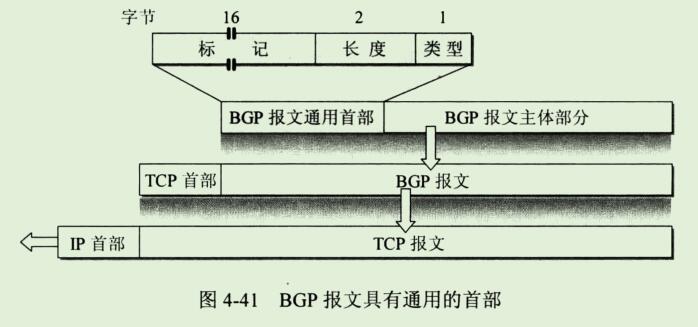 字节 16 2 1
标 记 长 度 类 型
BGP 报文通用首部 BGP 报文主体部分
TCP 首部 BGP 报文
IP 首部 TCP 报文
图 4-41 BGP 报文具有通用的首部